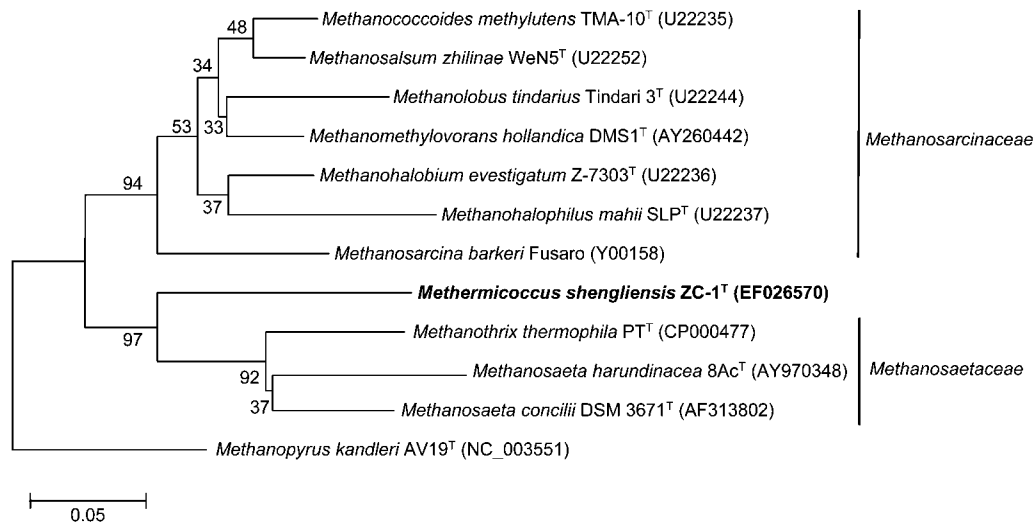 Methanococcoides methylutens TMA-10ᵀ (U22235)
48
Methanosalsum zhilinae WeN5ᵀ (U22252)
34
Methanolobus tindarius Tindari 3ᵀ (U22244)
53
33
Methanomethylovorans hollandica DMS1ᵀ (AY260442)
Methanosarcinaceae
Methanohalobium evestigatum Z-7303ᵀ (U22236)
94
37
Methanohalophilus mahii SLPᵀ (U22237)
Methanosarcina barkeri Fusaro (Y00158)
Methermicoccus shengliensis ZC-1ᵀ (EF026570)
97
Methanothrix thermophila PTᵀ (CP000477)
92
Methanosaeta harundinacea 8Acᵀ (AY970348)
Methanosaetaceae
37
Methanosaeta concilii DSM 3671ᵀ (AF313802)
Methanopyrus kandleri AV19ᵀ (NC_003551)
0.05